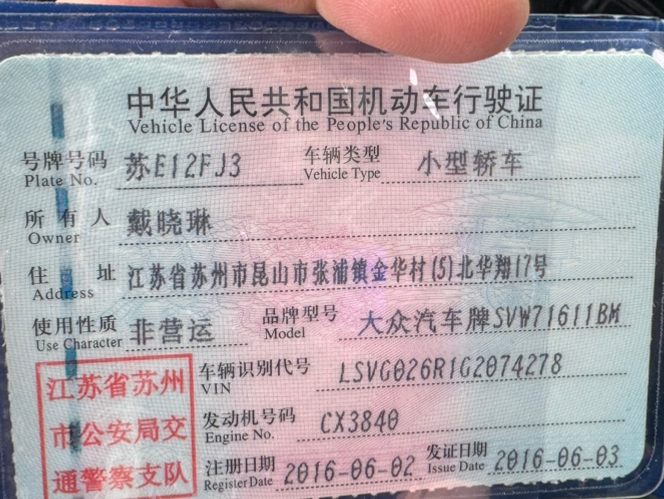 中华人民共和国机动车行驶证
Vehicle License of the People's Republic of China
号牌号码 苏E12FJ3 车辆类型 小型轿车
Plate No. Vehicle Type
所有人 戴晓琳
Owner
住址 江苏省苏州市昆山市张浦镇金华村(5)北华翔17号
Address
使用性质 非营运 品牌型号 大众汽车牌SVW71611BM
Use Character Model
江苏省苏州
市公安局交
通警察支队
车辆识别代号 LSVG026R1G2074278
VIN
发动机号码 CX3840
Engine No.
注册日期 2016-06-02 发证日期 2016-06-03
Register Date Issue Date